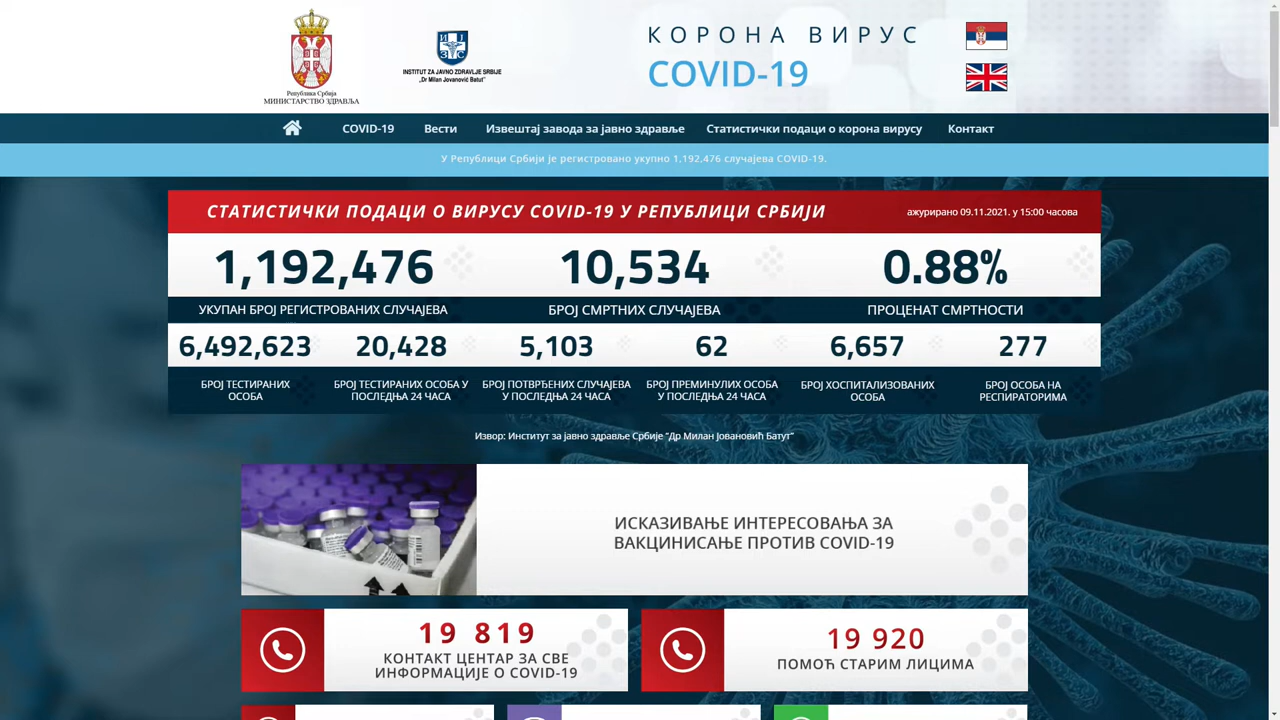 Република Србија
МИНИСТАРСТВО ЗДРАВЉА
INSTITUT ZA JAVNO ZDRAVLJE SRBIJE
„Dr Milan Jovanović Batut“
КОРОНА ВИРУС
COVID-19
COVID-19 Вести Извештај завода за јавно здравље Статистички подаци о корона вирусу Контакт
У Републици Србији је регистровано укупно 1,192,476 случајева COVID-19.
СТАТИСТИЧКИ ПОДАЦИ О ВИРУСУ COVID-19 У РЕПУБЛИЦИ СРБИЈИ
ажурирано 09.11.2021. у 15:00 часова
1,192,476 10,534 0.88%
УКУПАН БРОЈ РЕГИСТРОВАНИХ СЛУЧАЈЕВА БРОЈ СМРТНИХ СЛУЧАЈЕВА ПРОЦЕНАТ СМРТНОСТИ
6,492,623 20,428 5,103 62 6,657 277
БРОЈ ТЕСТИРАНИХ БРОЈ ТЕСТИРАНИХ ОСОБА У БРОЈ ПОТВРЂЕНИХ СЛУЧАЈЕВА БРОЈ ПРЕМИНУЛИХ ОСОБА БРОЈ ХОСПИТАЛИЗОВАНИХ БРОЈ ОСОБА НА
ОСОБА ПОСЛЕДЊА 24 ЧАСА У ПОСЛЕДЊА 24 ЧАСА У ПОСЛЕДЊА 24 ЧАСА ОСОБА РЕСПИРАТОРИМА
Извор: Институт за јавно здравље Србије "Др Милан Јовановић Батут"
ИСКАЗИВАЊЕ ИНТЕРЕСОВАЊА ЗА
ВАКЦИНИСАЊЕ ПРОТИВ COVID-19
19 819
КОНТАКТ ЦЕНТАР ЗА СВЕ
ИНФОРМАЦИЈЕ О COVID-19
19 920
ПОМОЋ СТАРИМ ЛИЦИМА